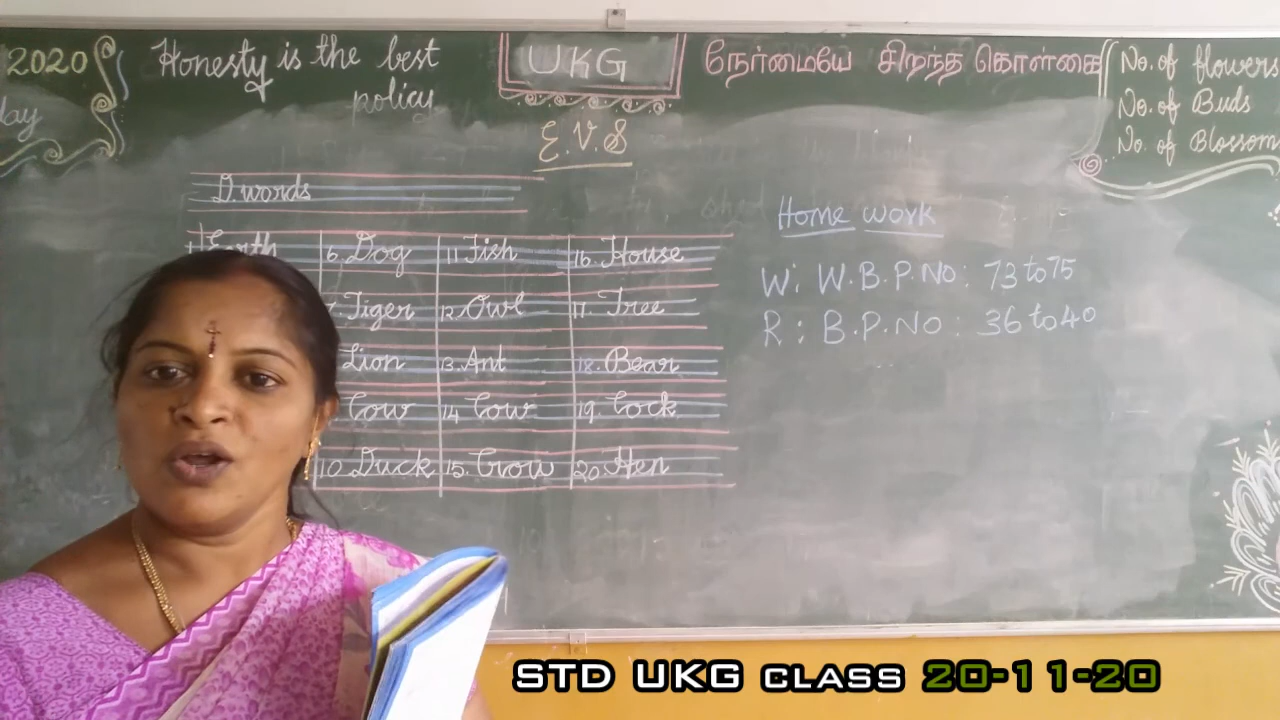 2020
day
Honesty is the best
policy
UKG
E.V.S
நேர்மையே சிறந்த கொள்கை
No. of flowers
No. of Buds
No. of Blossom
D.words
Earth 6. Dog 11 Fish 16. House
Tiger 12. Owl 17. Tree
Lion 13. Ant 18. Bear
Cow 14 Cow 19. Cock
10. Duck 15. Crow 20. Hen
Home work
W: W.B.P.NO: 73 to 75
R: B.P.NO: 36 to 40
STD UKG CLASS 20-11-20